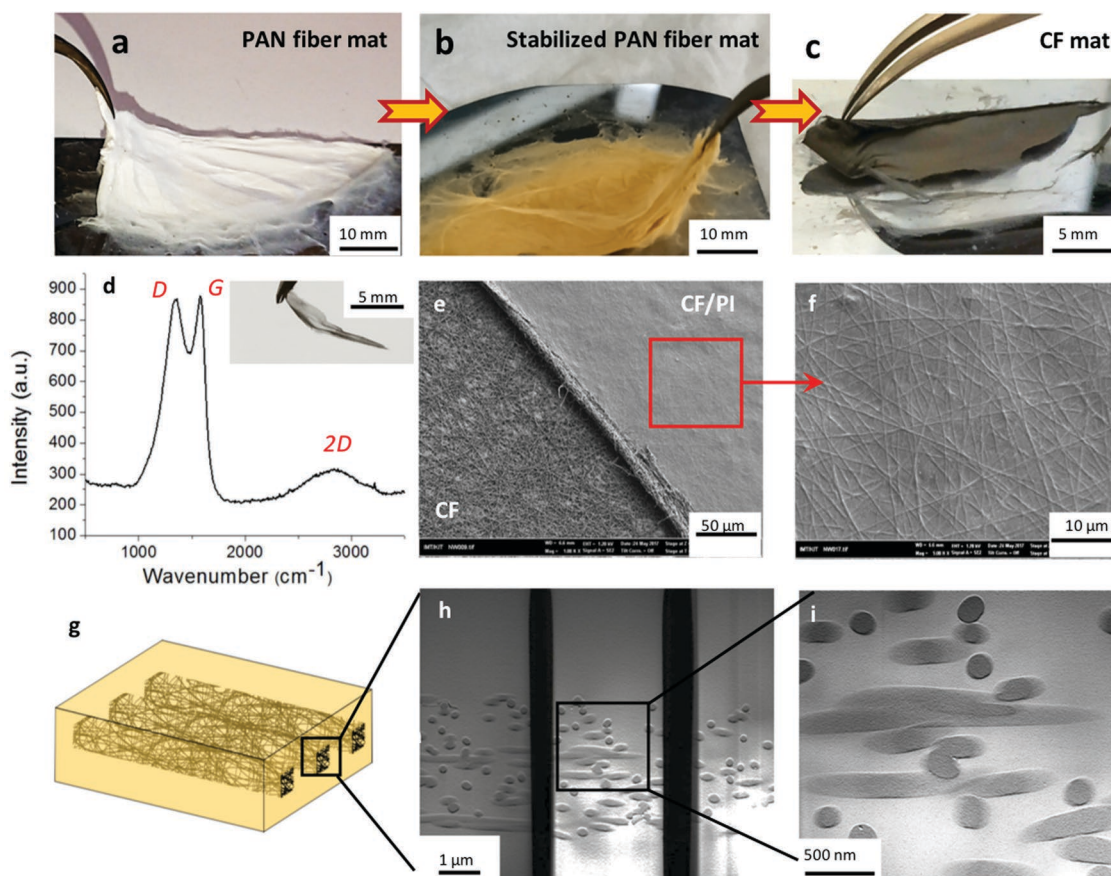 a
PAN fiber mat
10 mm
b
Stabilized PAN fiber mat
10 mm
c
CF mat
5 mm
d
D
G
2D
5 mm
900
800
700
600
500
400
300
200
100
Intensity (a.u.)
500
1000
2000
3000
Wavenumber (cm⁻¹)
e
CF/PI
CF
50 µm
f
10 µm
g
h
1 µm
i
500 nm